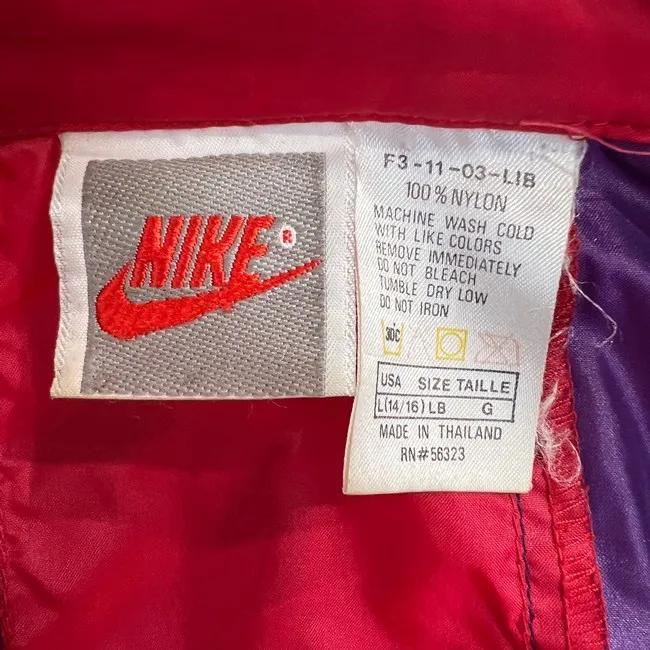 NIKE®
F3-11-03-LIB
100% NYLON
MACHINE WASH COLD
WITH LIKE COLORS
REMOVE IMMEDIATELY
DO NOT BLEACH
TUMBLE DRY LOW
DO NOT IRON
30°C
USA SIZE TAILLE
L(14/16) LB G
MADE IN THAILAND
RN#56323